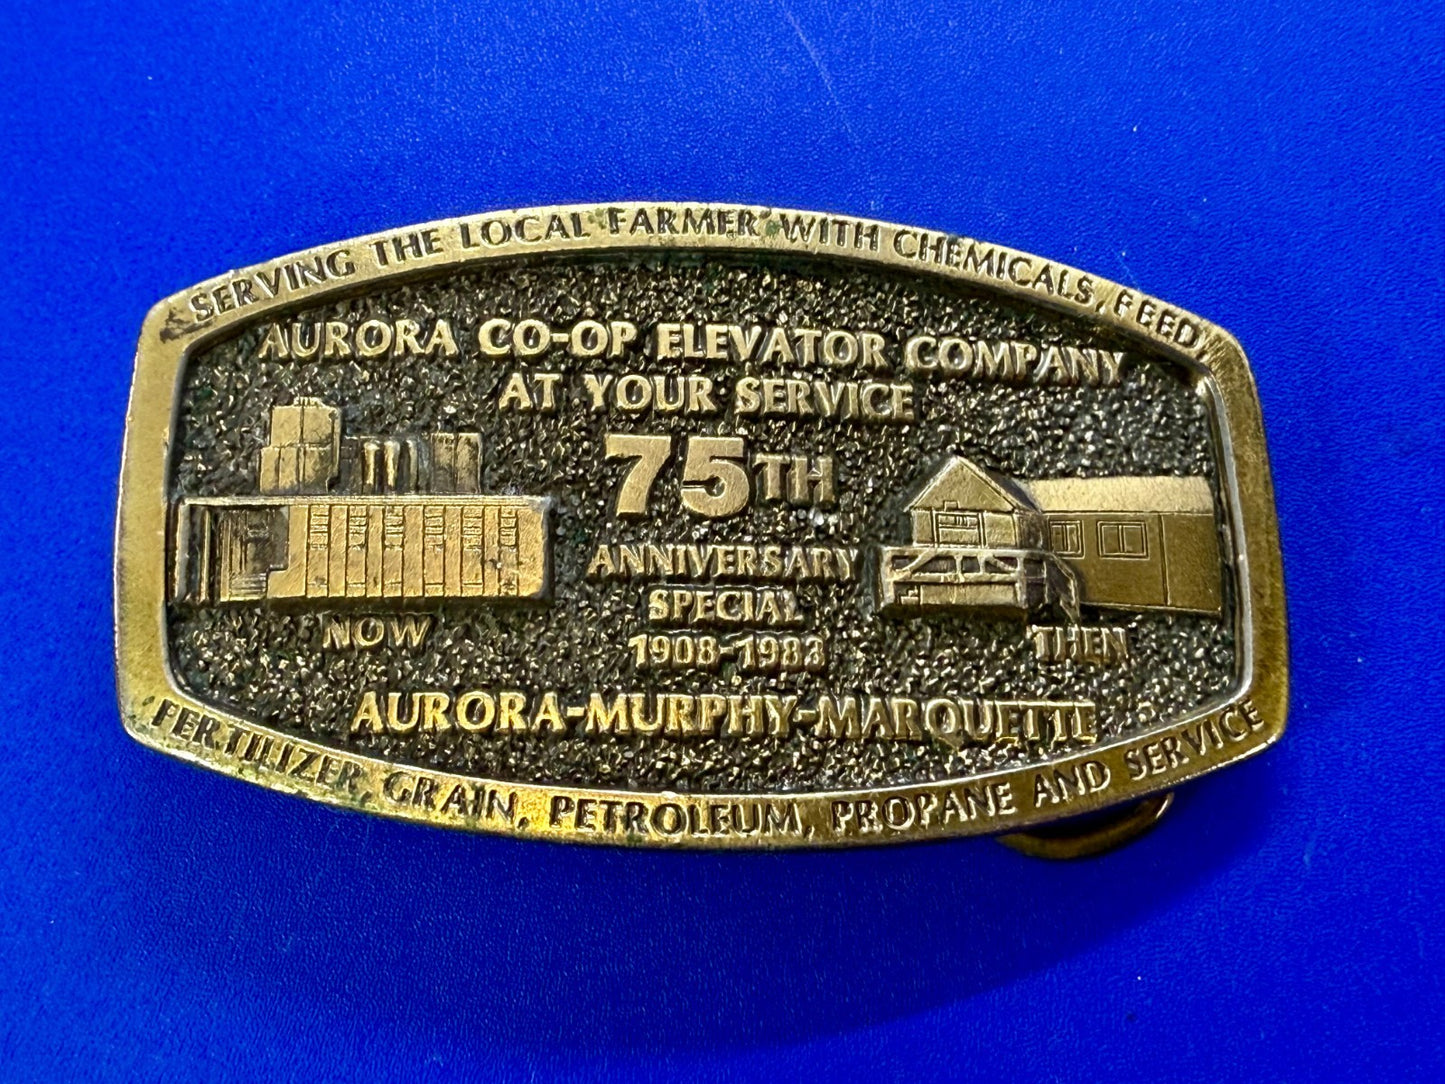 SERVING THE LOCAL FARMER WITH CHEMICALS, FEED,
AURORA CO-OP ELEVATOR COMPANY
AT YOUR SERVICE
75TH
ANNIVERSARY
SPECIAL
1908-1983
NOW
THEN
AURORA-MURPHY-MARQUETTE
FERTILIZER, GRAIN, PETROLEUM, PROPANE AND SERVICE